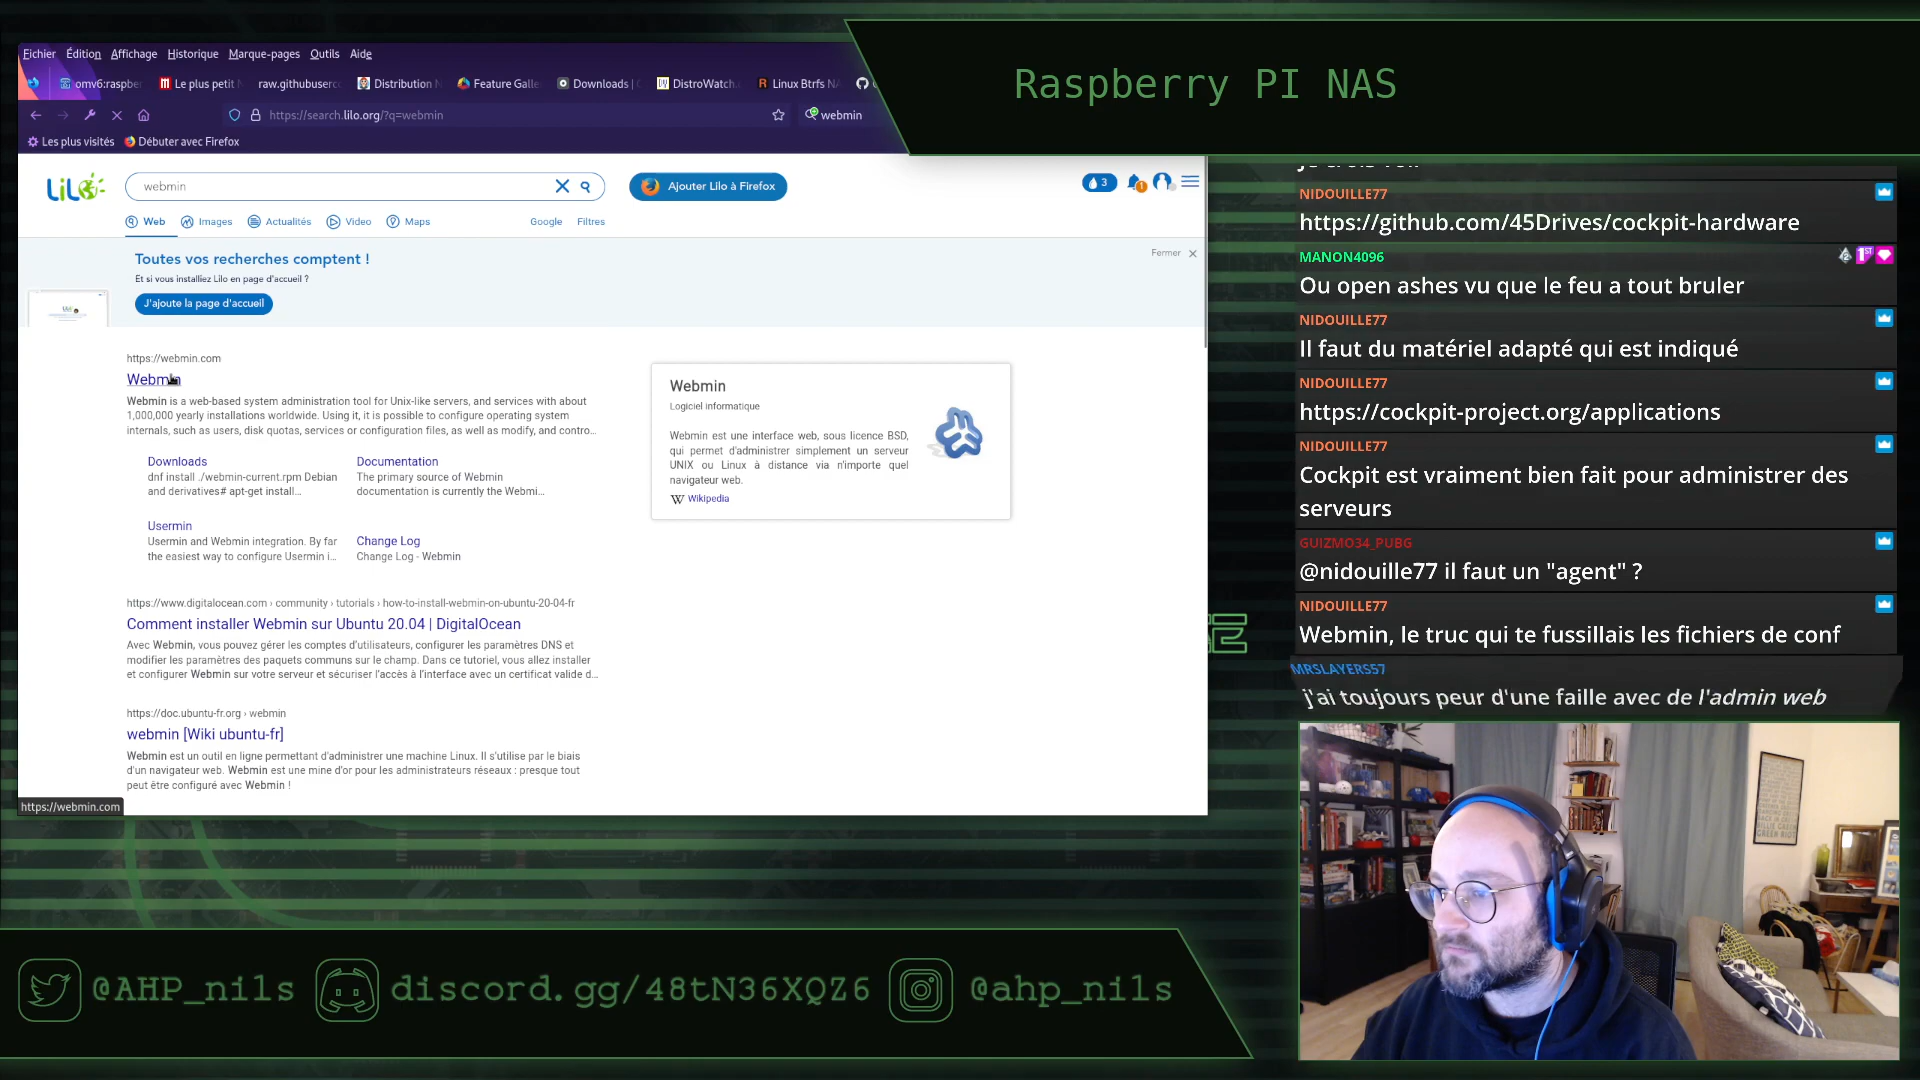 Raspberry PI NAS
Fichier Édition Affichage Historique Marque-pages Outils Aide
omv6:raspber Le plus petit raw.githubuserc Distribution Feature Galle Downloads | DistroWatch. Linux Btrfs NA
https://search.lilo.org/?q=webmin
webmin
Les plus visités Débuter avec Firefox
LiLO
webmin
Ajouter Lilo à Firefox
3
1
Web Images Actualités Video Maps Google Filtres
Toutes vos recherches comptent !
Et si vous installiez Lilo en page d'accueil ?
J'ajoute la page d'accueil
Fermer
https://webmin.com
Webmin
Webmin is a web-based system administration tool for Unix-like servers, and services with about
1,000,000 yearly installations worldwide. Using it, it is possible to configure operating system
internals, such as users, disk quotas, services or configuration files, as well as modify, and contro...
Downloads
dnf install ./webmin-current.rpm Debian
and derivatives# apt-get install...
Documentation
The primary source of Webmin
documentation is currently the Webmi...
Usermin
Usermin and Webmin integration. By far
the easiest way to configure Usermin i...
Change Log
Change Log - Webmin
Webmin
Logiciel informatique
Webmin est une interface web, sous licence BSD,
qui permet d'administrer simplement un serveur
UNIX ou Linux à distance via n'importe quel
navigateur web.
W Wikipedia
https://www.digitalocean.com › community › tutorials › how-to-install-webmin-on-ubuntu-20-04-fr
Comment installer Webmin sur Ubuntu 20.04 | DigitalOcean
Avec Webmin, vous pouvez gérer les comptes d'utilisateurs, configurer les paramètres DNS et
modifier les paramètres des paquets communs sur le champ. Dans ce tutoriel, vous allez installer
et configurer Webmin sur votre serveur et sécuriser l'accès à l'interface avec un certificat valide d...
https://doc.ubuntu-fr.org › webmin
webmin [Wiki ubuntu-fr]
Webmin est un outil en ligne permettant d'administrer une machine Linux. Il s'utilise par le biais
d'un navigateur web. Webmin est une mine d'or pour les administrateurs réseaux : presque tout
peut être configuré avec Webmin !
https://webmin.com
NIDOUILLE77
https://github.com/45Drives/cockpit-hardware
MANON4096
Ou open ashes vu que le feu a tout bruler
NIDOUILLE77
Il faut du matériel adapté qui est indiqué
NIDOUILLE77
https://cockpit-project.org/applications
NIDOUILLE77
Cockpit est vraiment bien fait pour administrer des
serveurs
GUIZMO34_PUBG
@nidouille77 il faut un "agent" ?
NIDOUILLE77
Webmin, le truc qui te fussillais les fichiers de conf
MRSLAYERS57
j'ai toujours peur d'une faille avec de l'admin web
@AHP_nils discord.gg/48tN36XQZ6 @ahp_nils